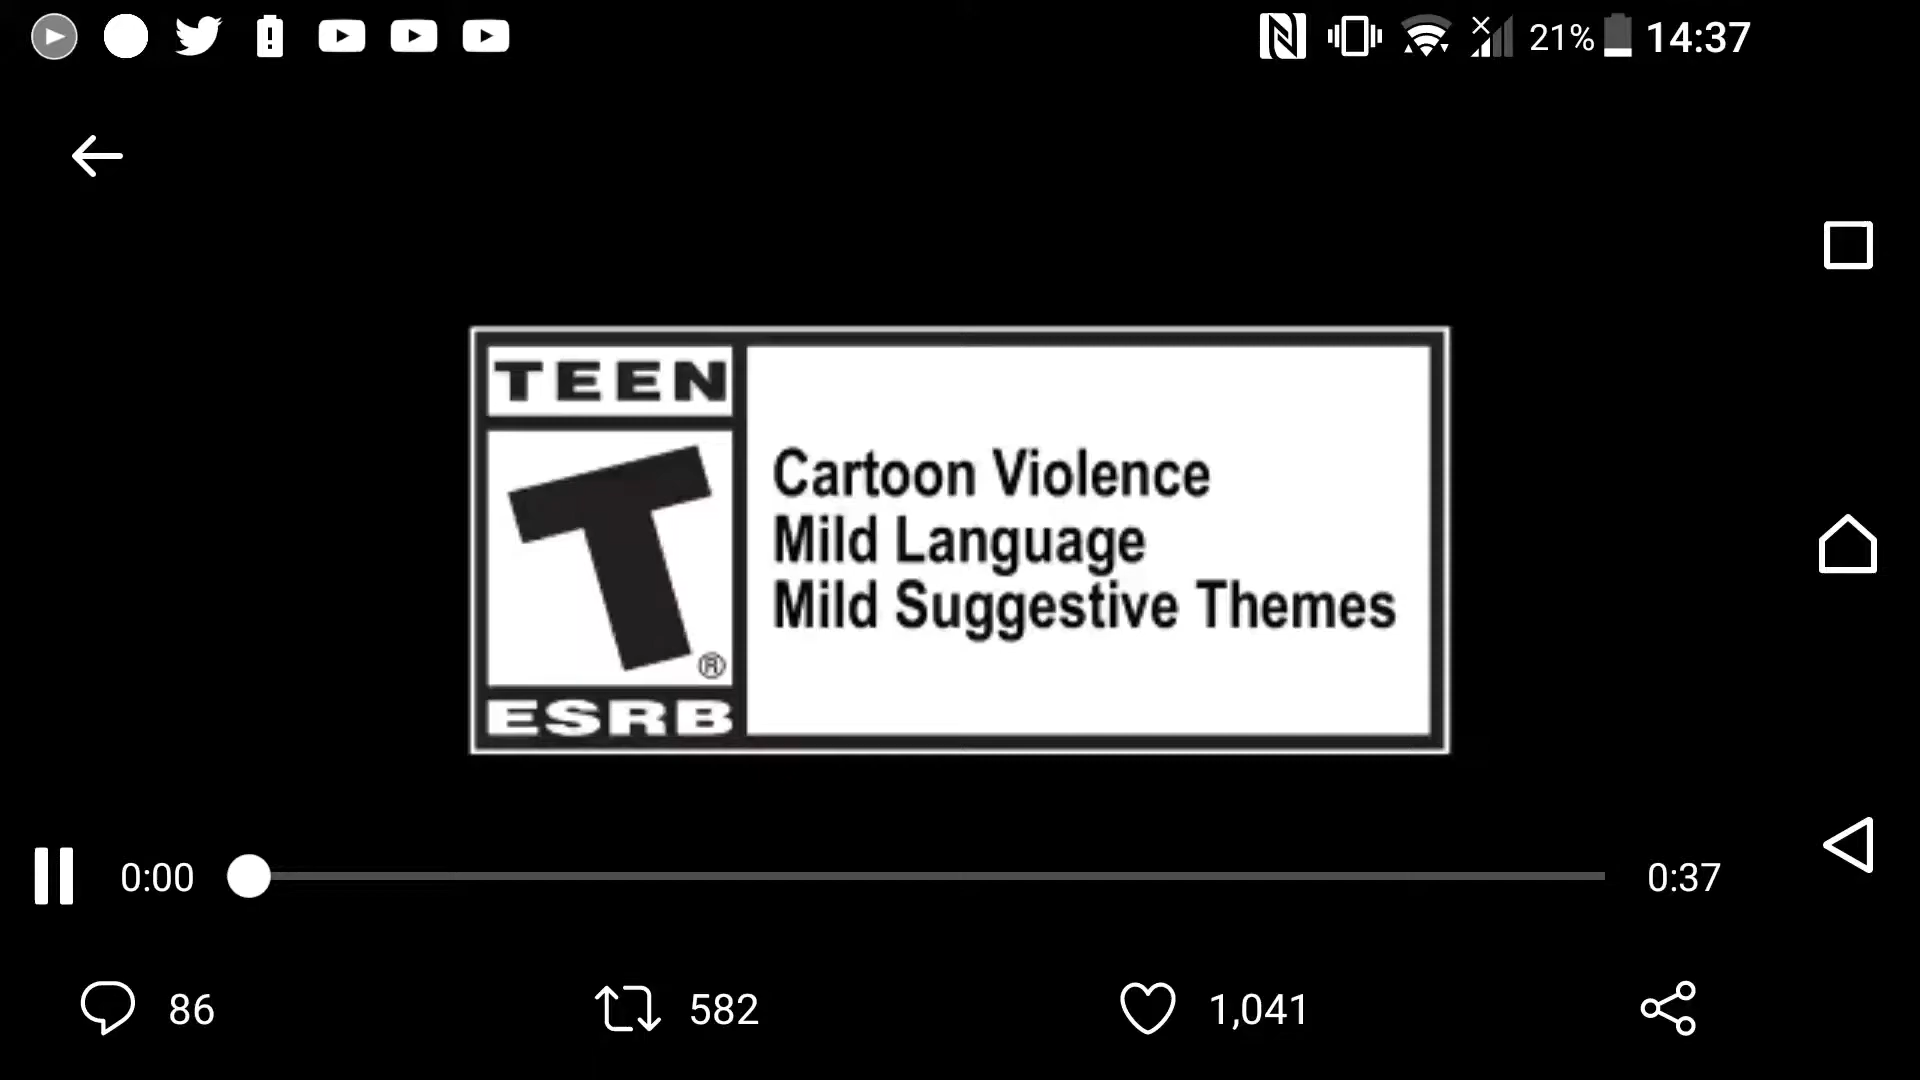 21% 14:37
TEEN
T ®
ESRB
Cartoon Violence
Mild Language
Mild Suggestive Themes
0:00 0:37
86 582 1,041